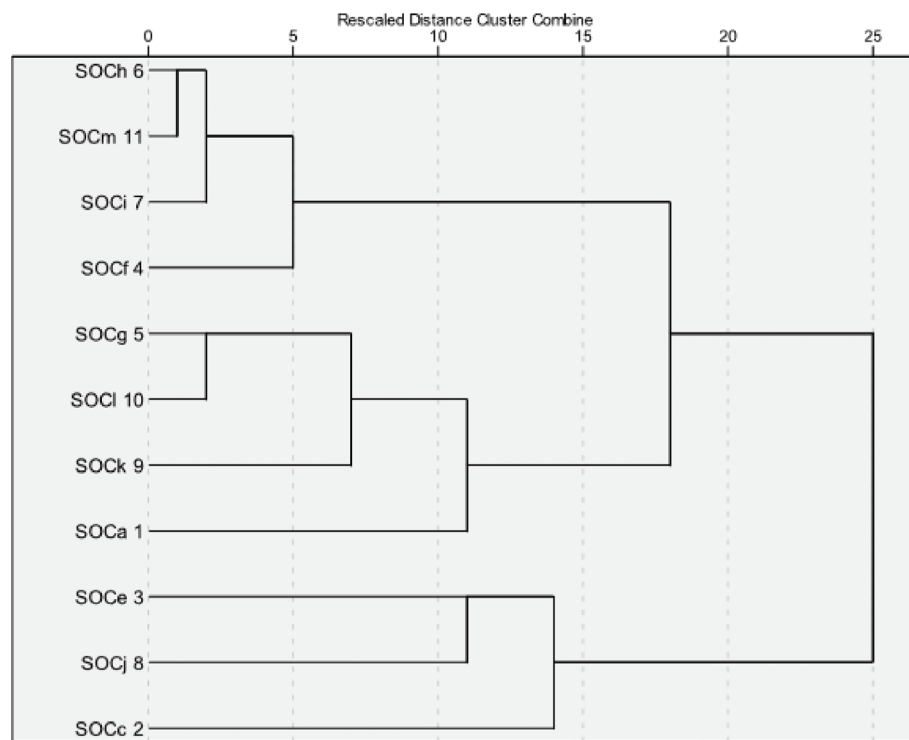 Rescaled Distance Cluster Combine
0 5 10 15 20 25
SOCh 6
SOCm 11
SOCi 7
SOCf 4
SOCg 5
SOCl 10
SOCk 9
SOCa 1
SOCe 3
SOCj 8
SOCc 2